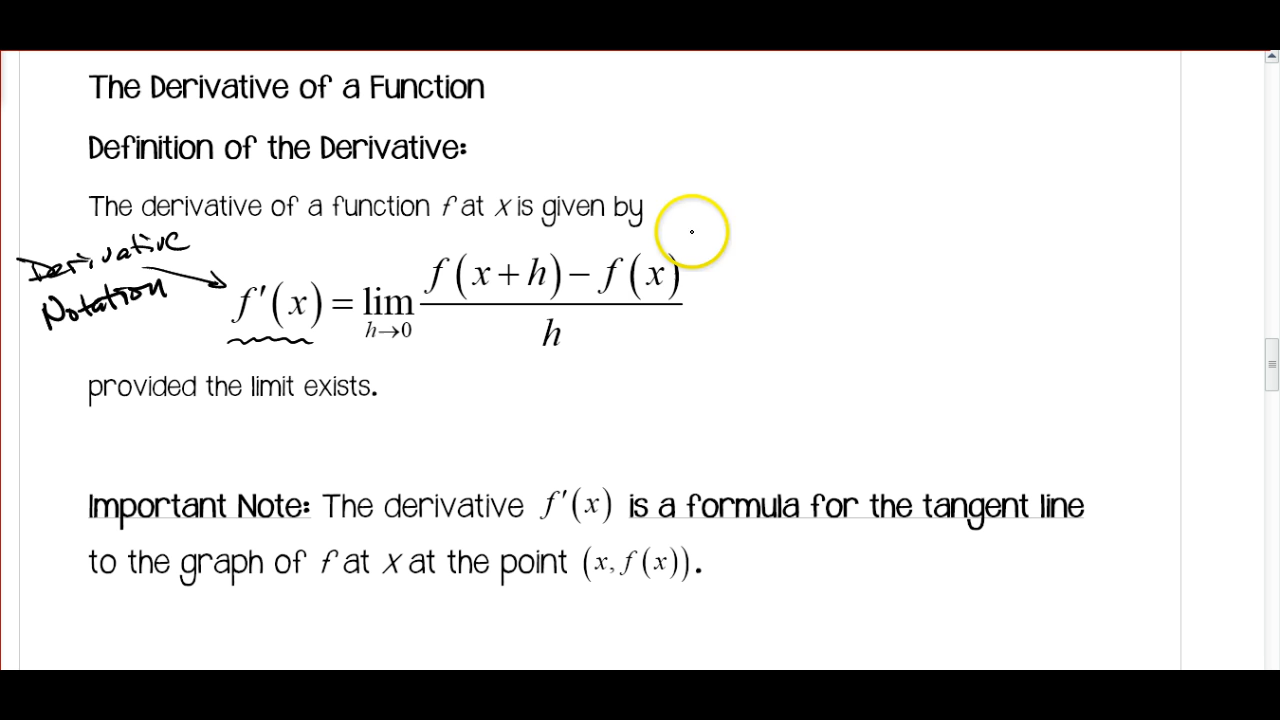 The Derivative of a Function
Definition of the Derivative:
The derivative of a function f at x is given by
Derivative
Notation
f'(x) = lim h→0 f(x+h)−f(x) / h
provided the limit exists.
Important Note: The derivative f'(x) is a formula for the tangent line
to the graph of f at x at the point (x, f(x)).